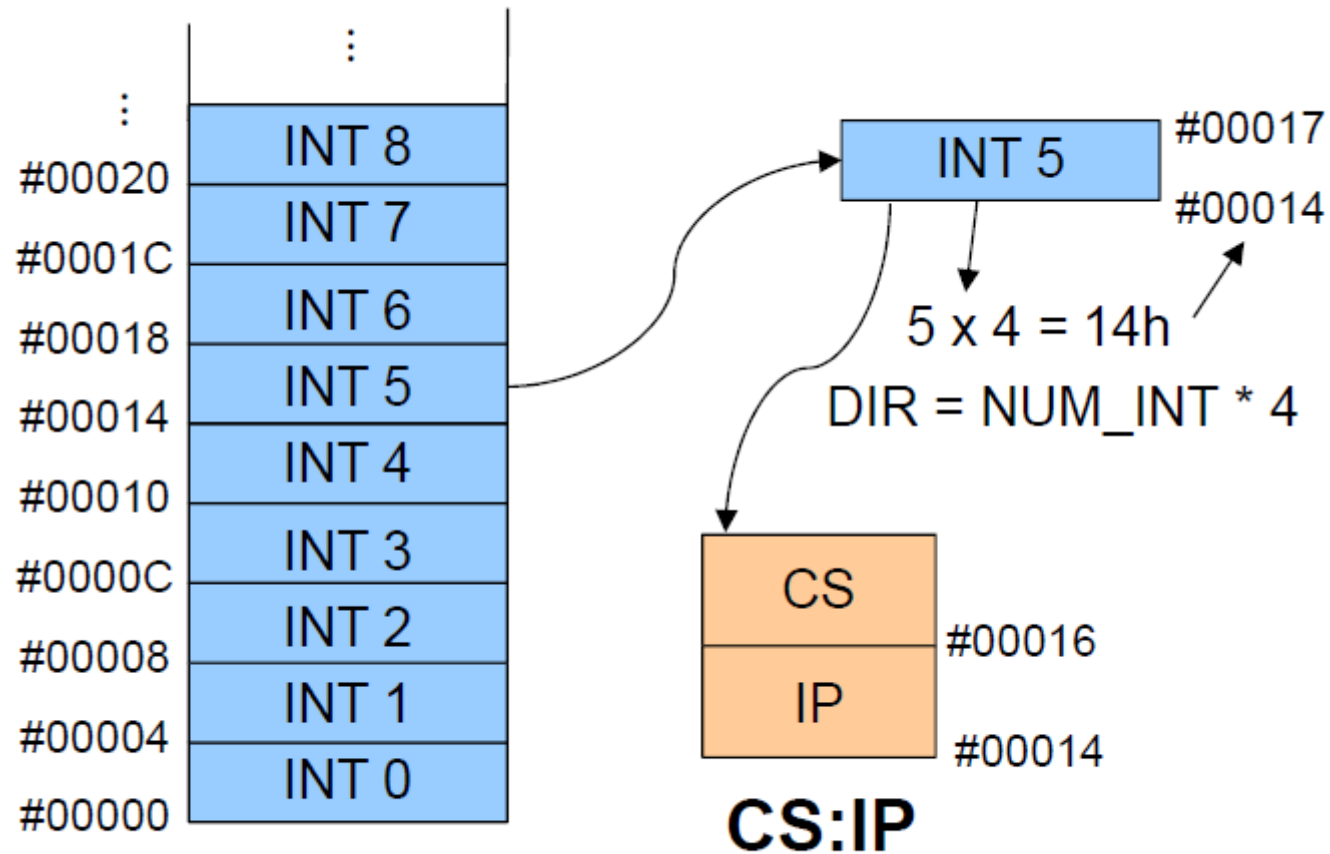 ⋮
⋮
INT 8
#00020
INT 7
#0001C
INT 6
#00018
INT 5
#00014
INT 4
#00010
INT 3
#0000C
INT 2
#00008
INT 1
#00004
INT 0
#00000
INT 5
#00017
#00014
5 x 4 = 14h
DIR = NUM_INT * 4
CS
#00016
IP
#00014
CS:IP